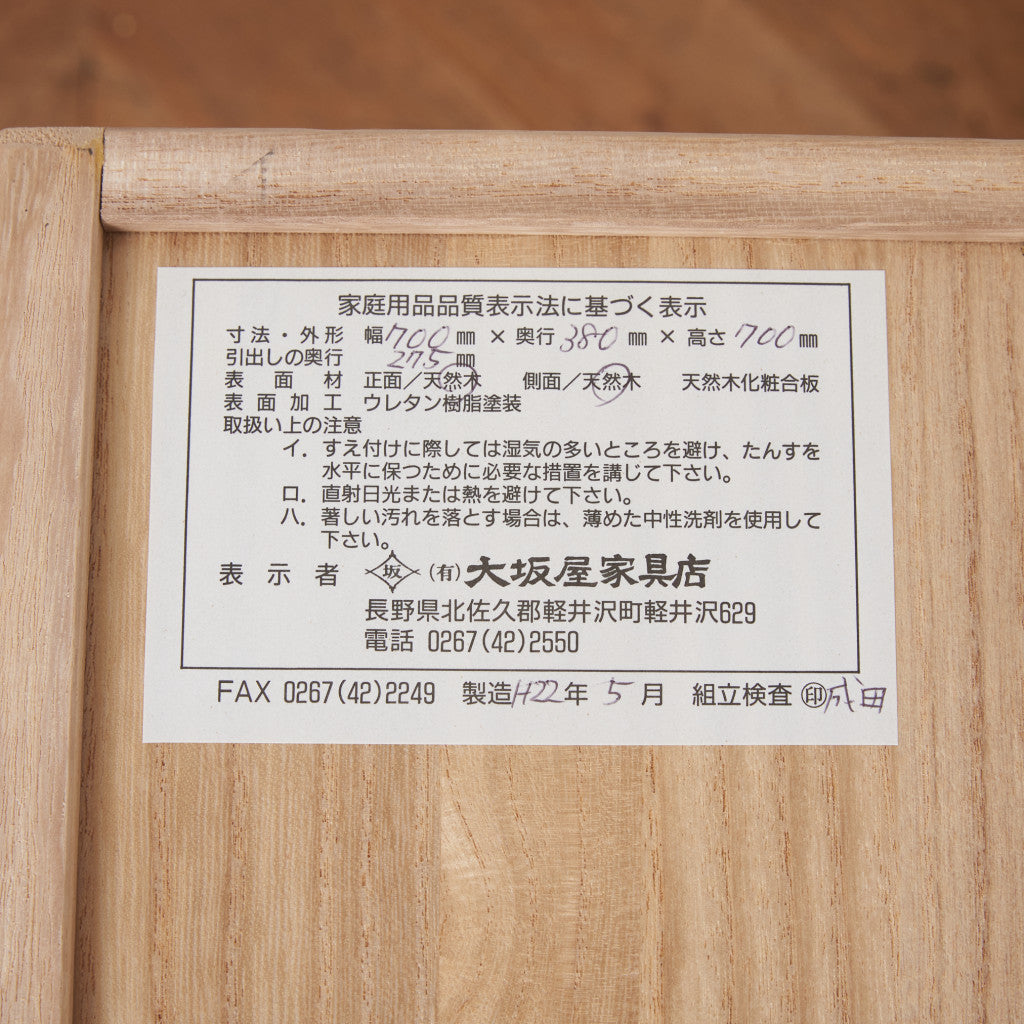 家庭用品品質表示法に基づく表示
寸法・外形 幅700㎜ × 奥行380㎜ × 高さ700㎜
引出しの奥行 275㎜
表面材 正面／天然木 側面／天然木 天然木化粧合板
表面加工 ウレタン樹脂塗装
取扱い上の注意
イ．すえ付けに際しては湿気の多いところを避け、たんすを
水平に保つために必要な措置を講じて下さい。
ロ．直射日光または熱を避けて下さい。
ハ．著しい汚れを落とす場合は、薄めた中性洗剤を使用して
下さい。
表示者 坂 (有)大坂屋家具店
長野県北佐久郡軽井沢町軽井沢629
電話 0267(42)2550
FAX 0267(42)2249 製造H22年5月 組立検査㊞成田